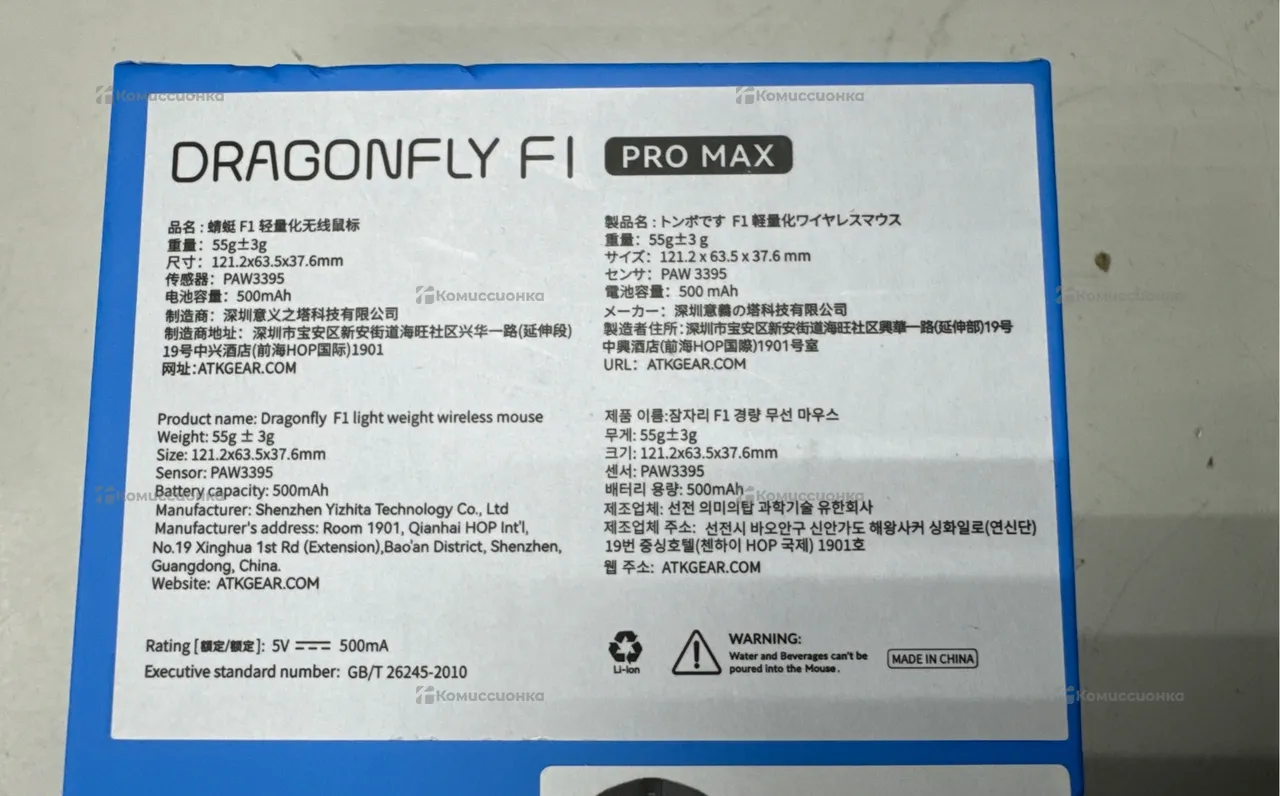 DRAGONFLY F1 PRO MAX
品名 : 蜻蜓 F1 轻量化无线鼠标
重量： 55g±3g
尺寸： 121.2x63.5x37.6mm
传感器： PAW3395
电池容量： 500mAh
制造商： 深圳意义之塔科技有限公司
制造商地址： 深圳市宝安区新安街道海旺社区兴华一路(延伸段)
19号中兴酒店(前海HOP国际)1901
网址:ATKGEAR.COM
製品名 : トンボです F1 軽量化ワイヤレスマウス
重量： 55g±3 g
サイズ： 121.2 x 63.5 x 37.6 mm
センサ： PAW 3395
電池容量： 500 mAh
メーカー： 深圳意義の塔科技有限公司
製造者住所：深圳市宝安区新安街道海旺社区興華一路(延伸部)19号
中興酒店(前海HOP国際)1901号室
URL： ATKGEAR.COM
Product name: Dragonfly F1 light weight wireless mouse
Weight: 55g ± 3g
Size: 121.2x63.5x37.6mm
Sensor: PAW3395
Battery capacity: 500mAh
Manufacturer: Shenzhen Yizhita Technology Co., Ltd
Manufacturer's address: Room 1901, Qianhai HOP Int'l,
No.19 Xinghua 1st Rd (Extension),Bao'an District, Shenzhen,
Guangdong, China.
Website: ATKGEAR.COM
제품 이름:잠자리 F1 경량 무선 마우스
무게: 55g±3g
크기: 121.2x63.5x37.6mm
센서: PAW3395
배터리 용량: 500mAh
제조업체: 선전 의미의탑 과학기술 유한회사
제조업체 주소: 선전시 바오안구 신안가도 해왕사커 싱화일로(연신단)
19번 중싱호텔(첸하이 HOP 국제) 1901호
웹 주소: ATKGEAR.COM
Rating [额定/額定]: 5V ⎓ 500mA
Executive standard number: GB/T 26245-2010
Li-ion
WARNING:
Water and Beverages can't be
poured into the Mouse.
MADE IN CHINA
Комиссионка
Комиссионка
Комиссионка
Комиссионка
Комиссионка
Комиссионка
Комиссионка
Комиссионка